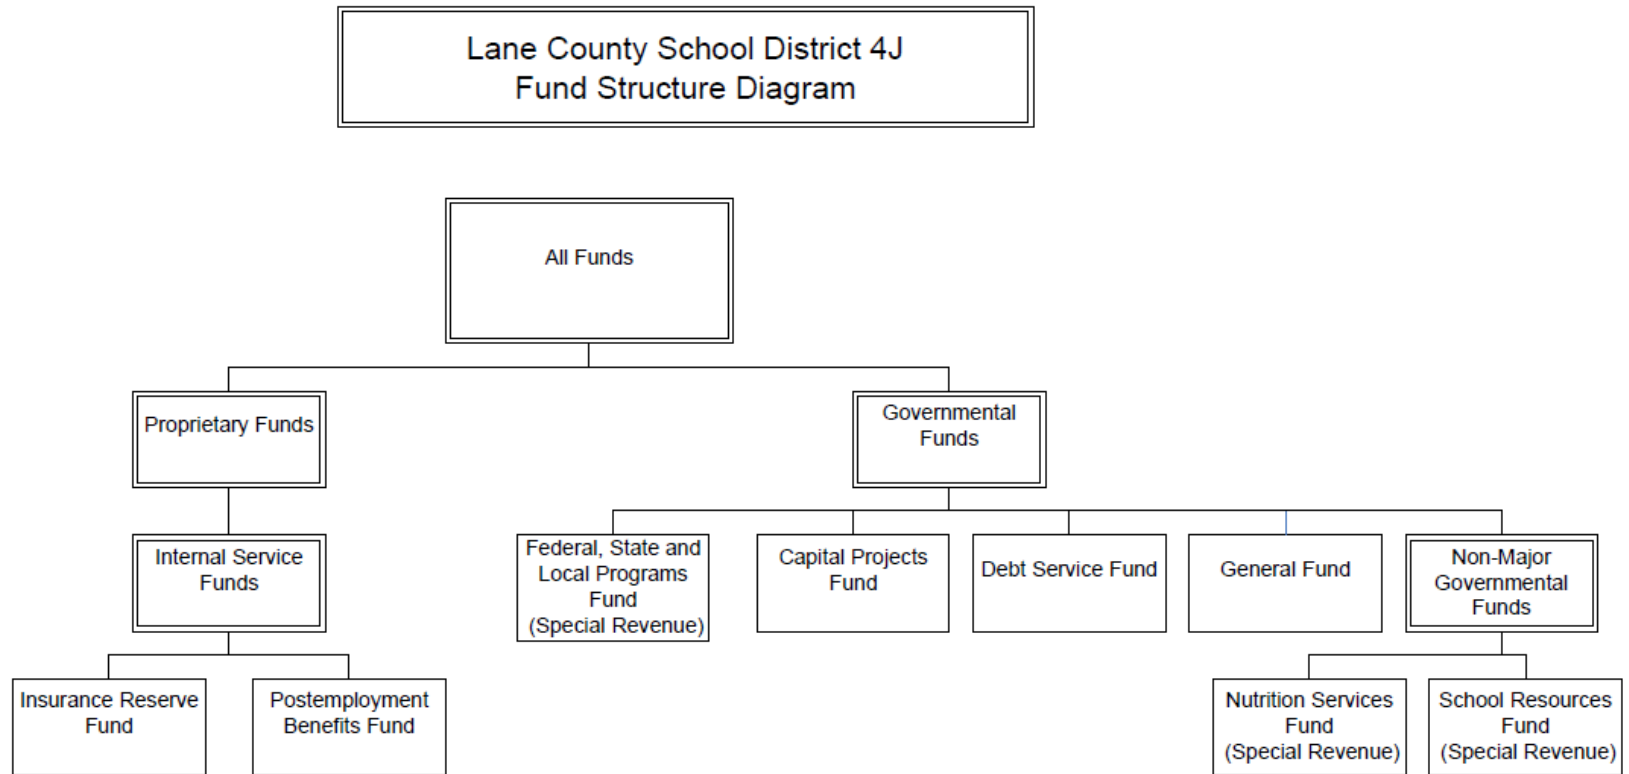 Lane County School District 4J
Fund Structure Diagram
All Funds
Proprietary Funds
Governmental
Funds
Internal Service
Funds
Federal, State and
Local Programs
Fund
(Special Revenue)
Capital Projects
Fund
Debt Service Fund
General Fund
Non-Major
Governmental
Funds
Insurance Reserve
Fund
Postemployment
Benefits Fund
Nutrition Services
Fund
(Special Revenue)
School Resources
Fund
(Special Revenue)